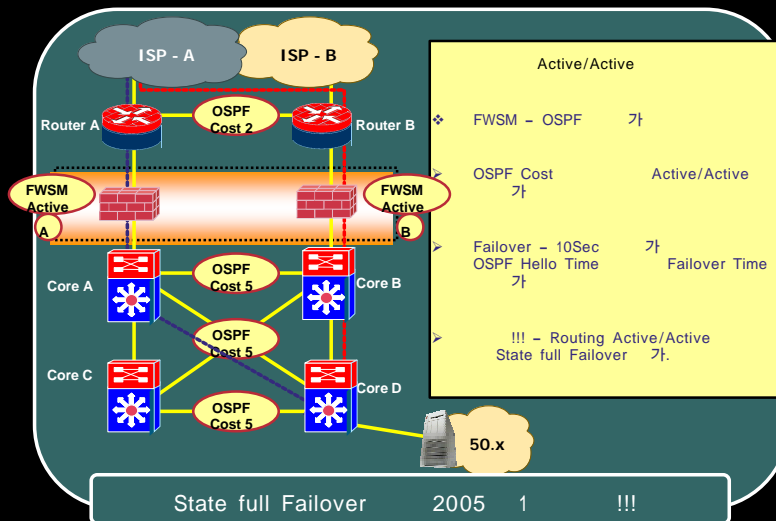 ISP - A
ISP - B
Router A
OSPF
Cost 2
Router B
FWSM
Active
A
FWSM
Active
B
Core A
OSPF
Cost 5
Core B
OSPF
Cost 5
Core C
Core D
OSPF
Cost 5
50.x
Active/Active
FWSM – OSPF 가
OSPF Cost Active/Active
가
Failover – 10Sec 가
OSPF Hello Time Failover Time
가
!!! – Routing Active/Active
State full Failover 가.
State full Failover 2005 1 !!!